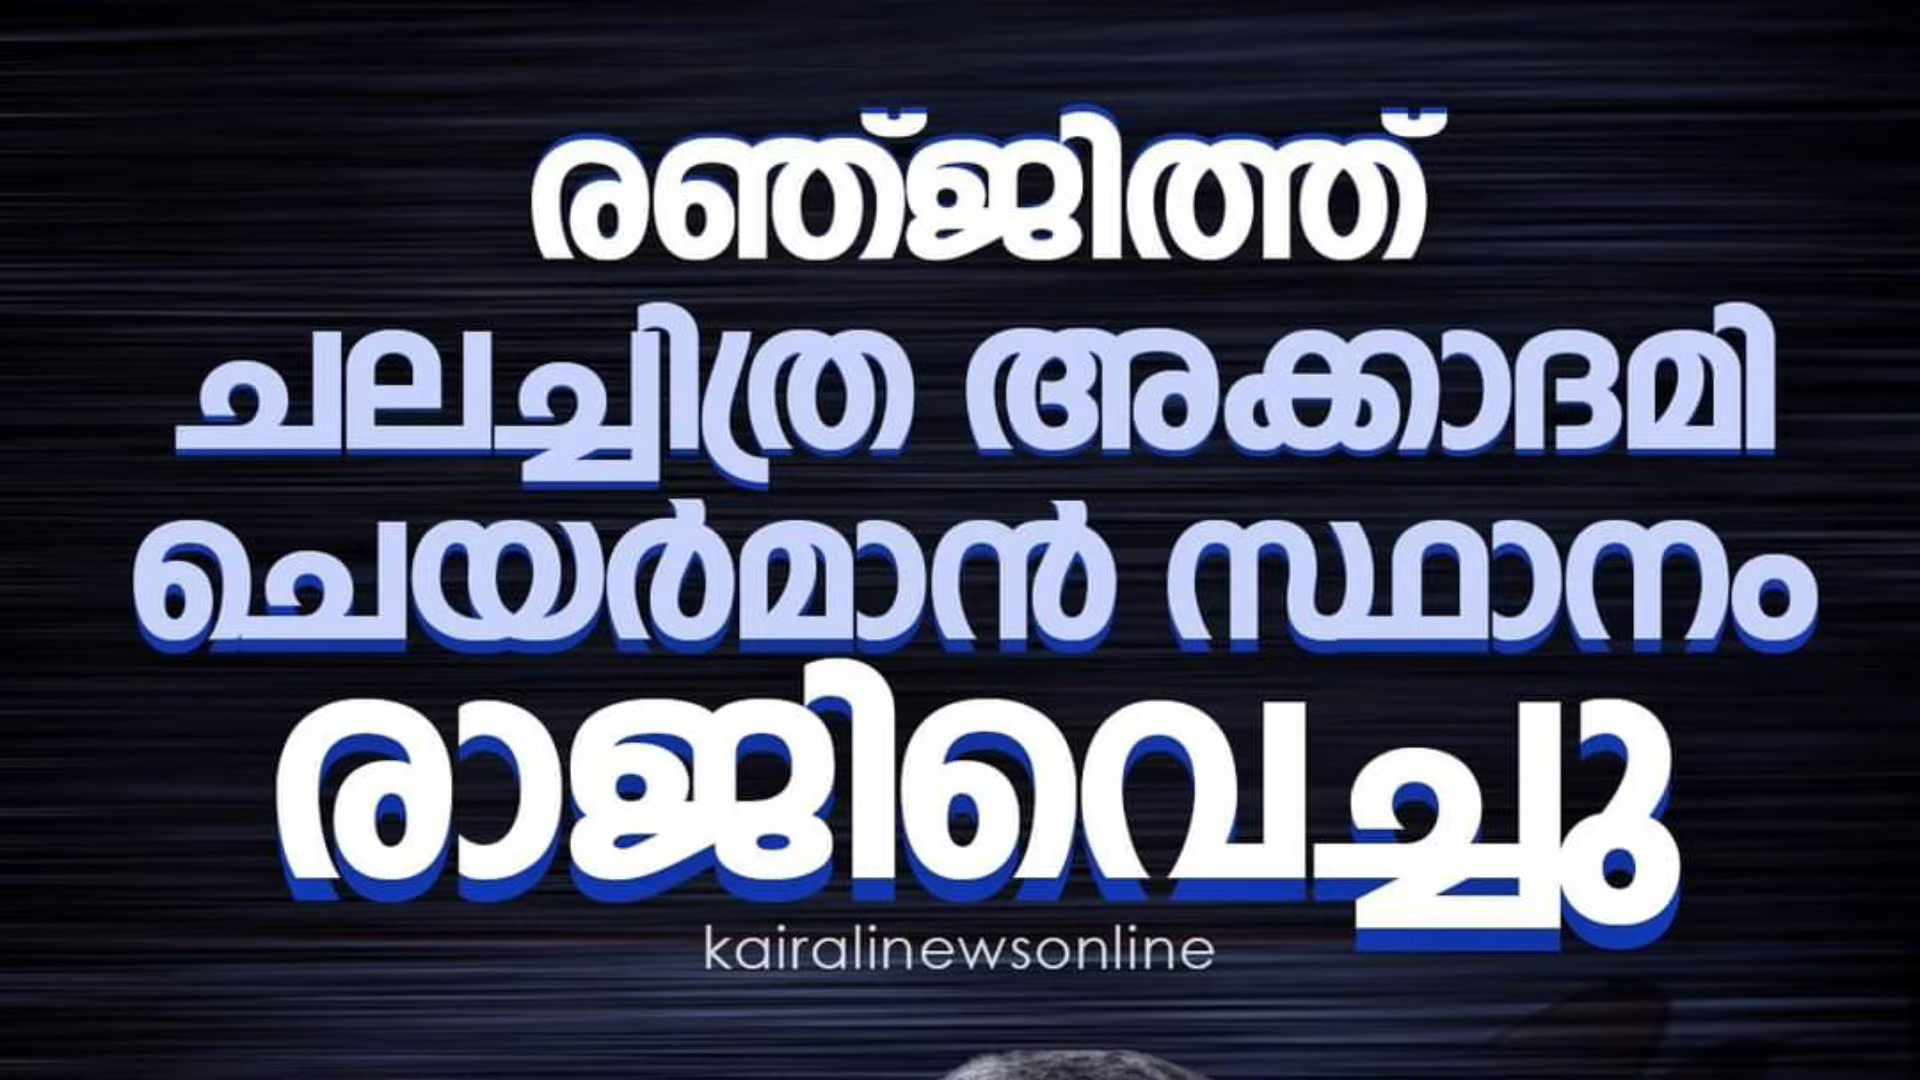 രഞ്ജിത്ത്
ചലച്ചിത്ര അക്കാദമി
ചെയർമാൻ സ്ഥാനം
രാജിവെച്ചു
kairalinewsonline